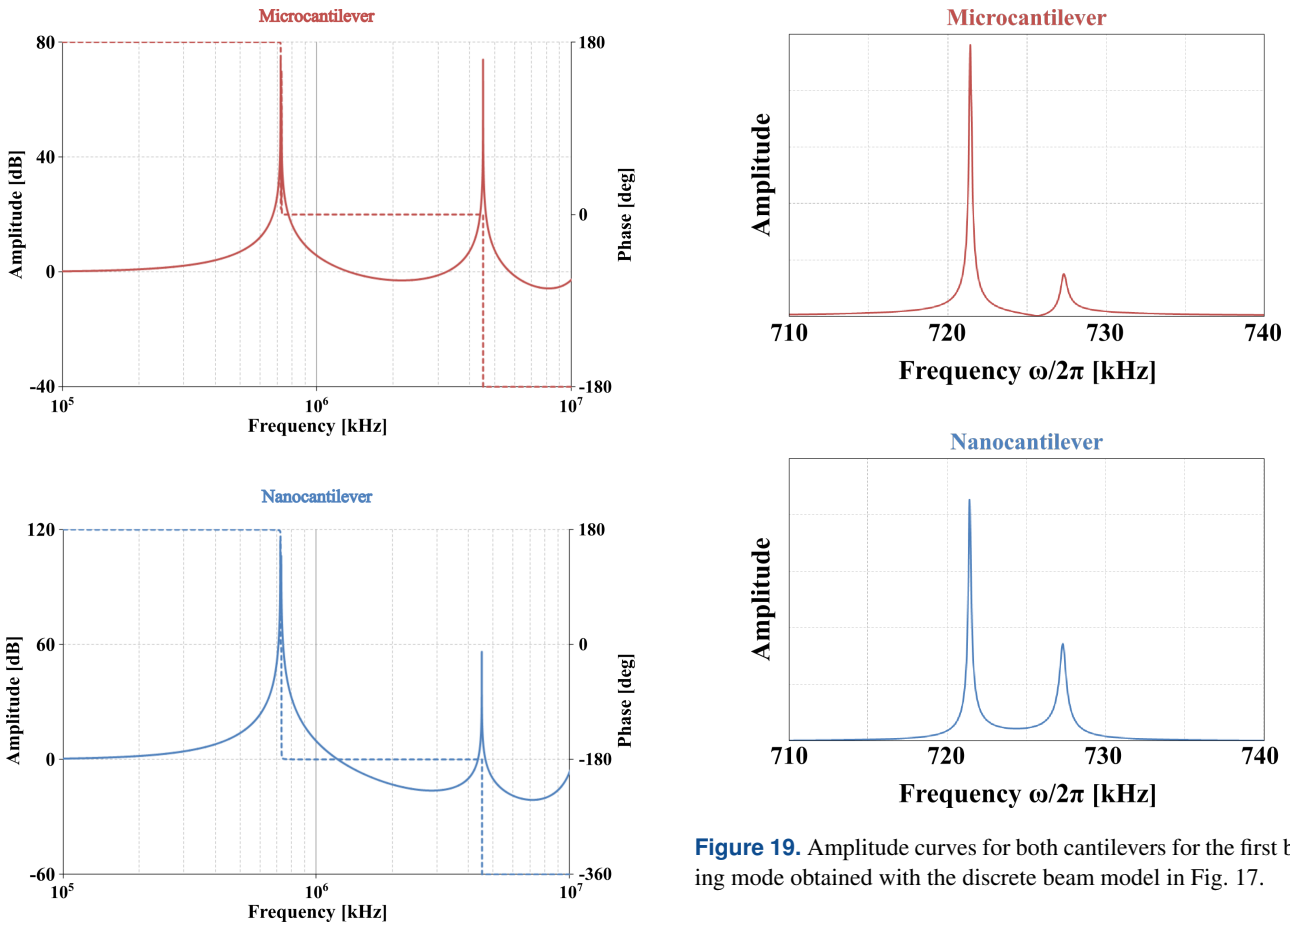 Microcantilever
80
40
0
-40
Amplitude [dB]
180
0
-180
Phase [deg]
10⁵
10⁶
10⁷
Frequency [kHz]
Nanocantilever
120
60
0
-60
Amplitude [dB]
180
0
-180
-360
Phase [deg]
10⁵
10⁶
10⁷
Frequency [kHz]
Microcantilever
Amplitude
710
720
730
740
Frequency ω/2π [kHz]
Nanocantilever
Amplitude
710
720
730
740
Frequency ω/2π [kHz]
Figure 19. Amplitude curves for both cantilevers for the first b
ing mode obtained with the discrete beam model in Fig. 17.